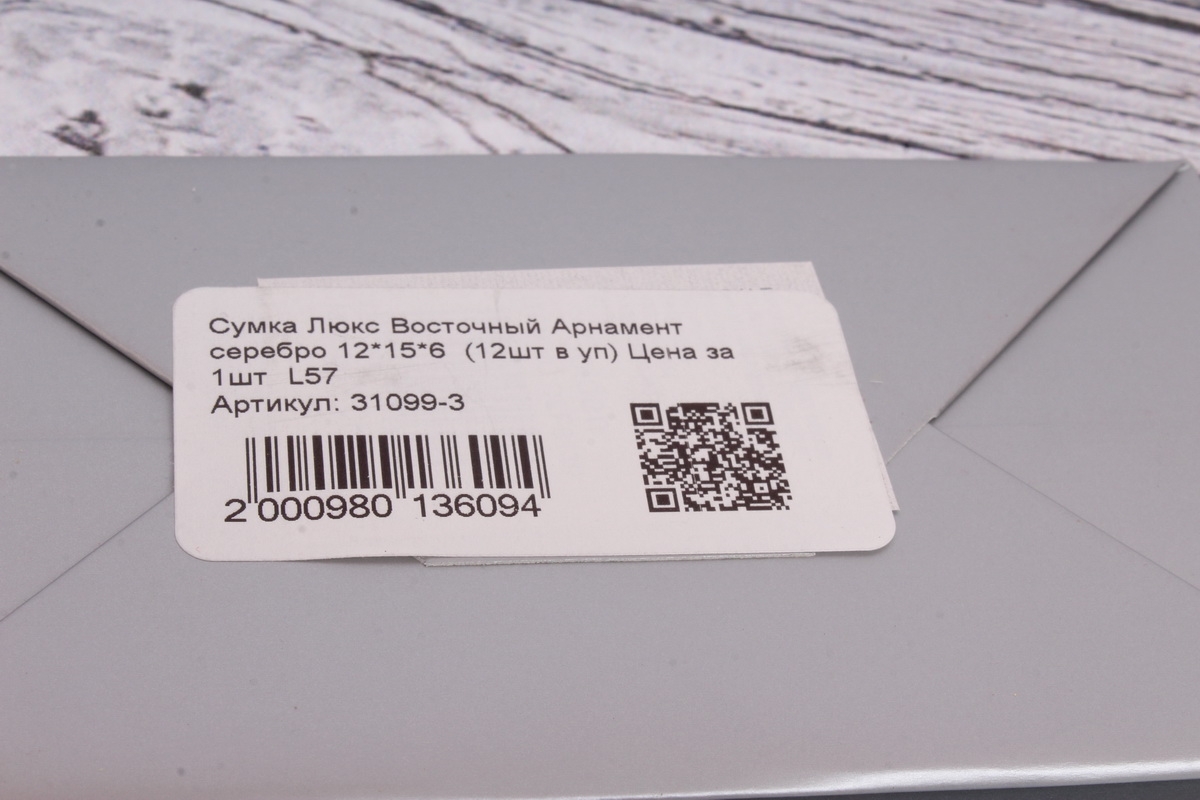 Сумка Люкс Восточный Арнамент
серебро 12*15*6 (12шт в уп) Цена за
1шт L57
Артикул: 31099-3
2 000980 136094